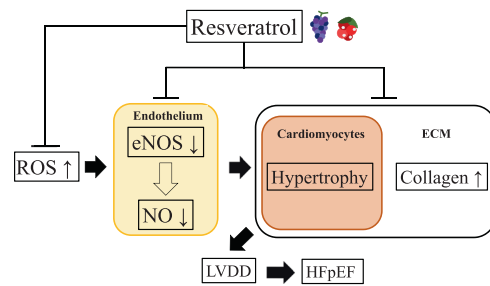 Resveratrol
Endothelium
eNOS ↓
NO ↓
ROS ↑
Cardiomyocytes
ECM
Hypertrophy
Collagen ↑
LVDD
HFpEF